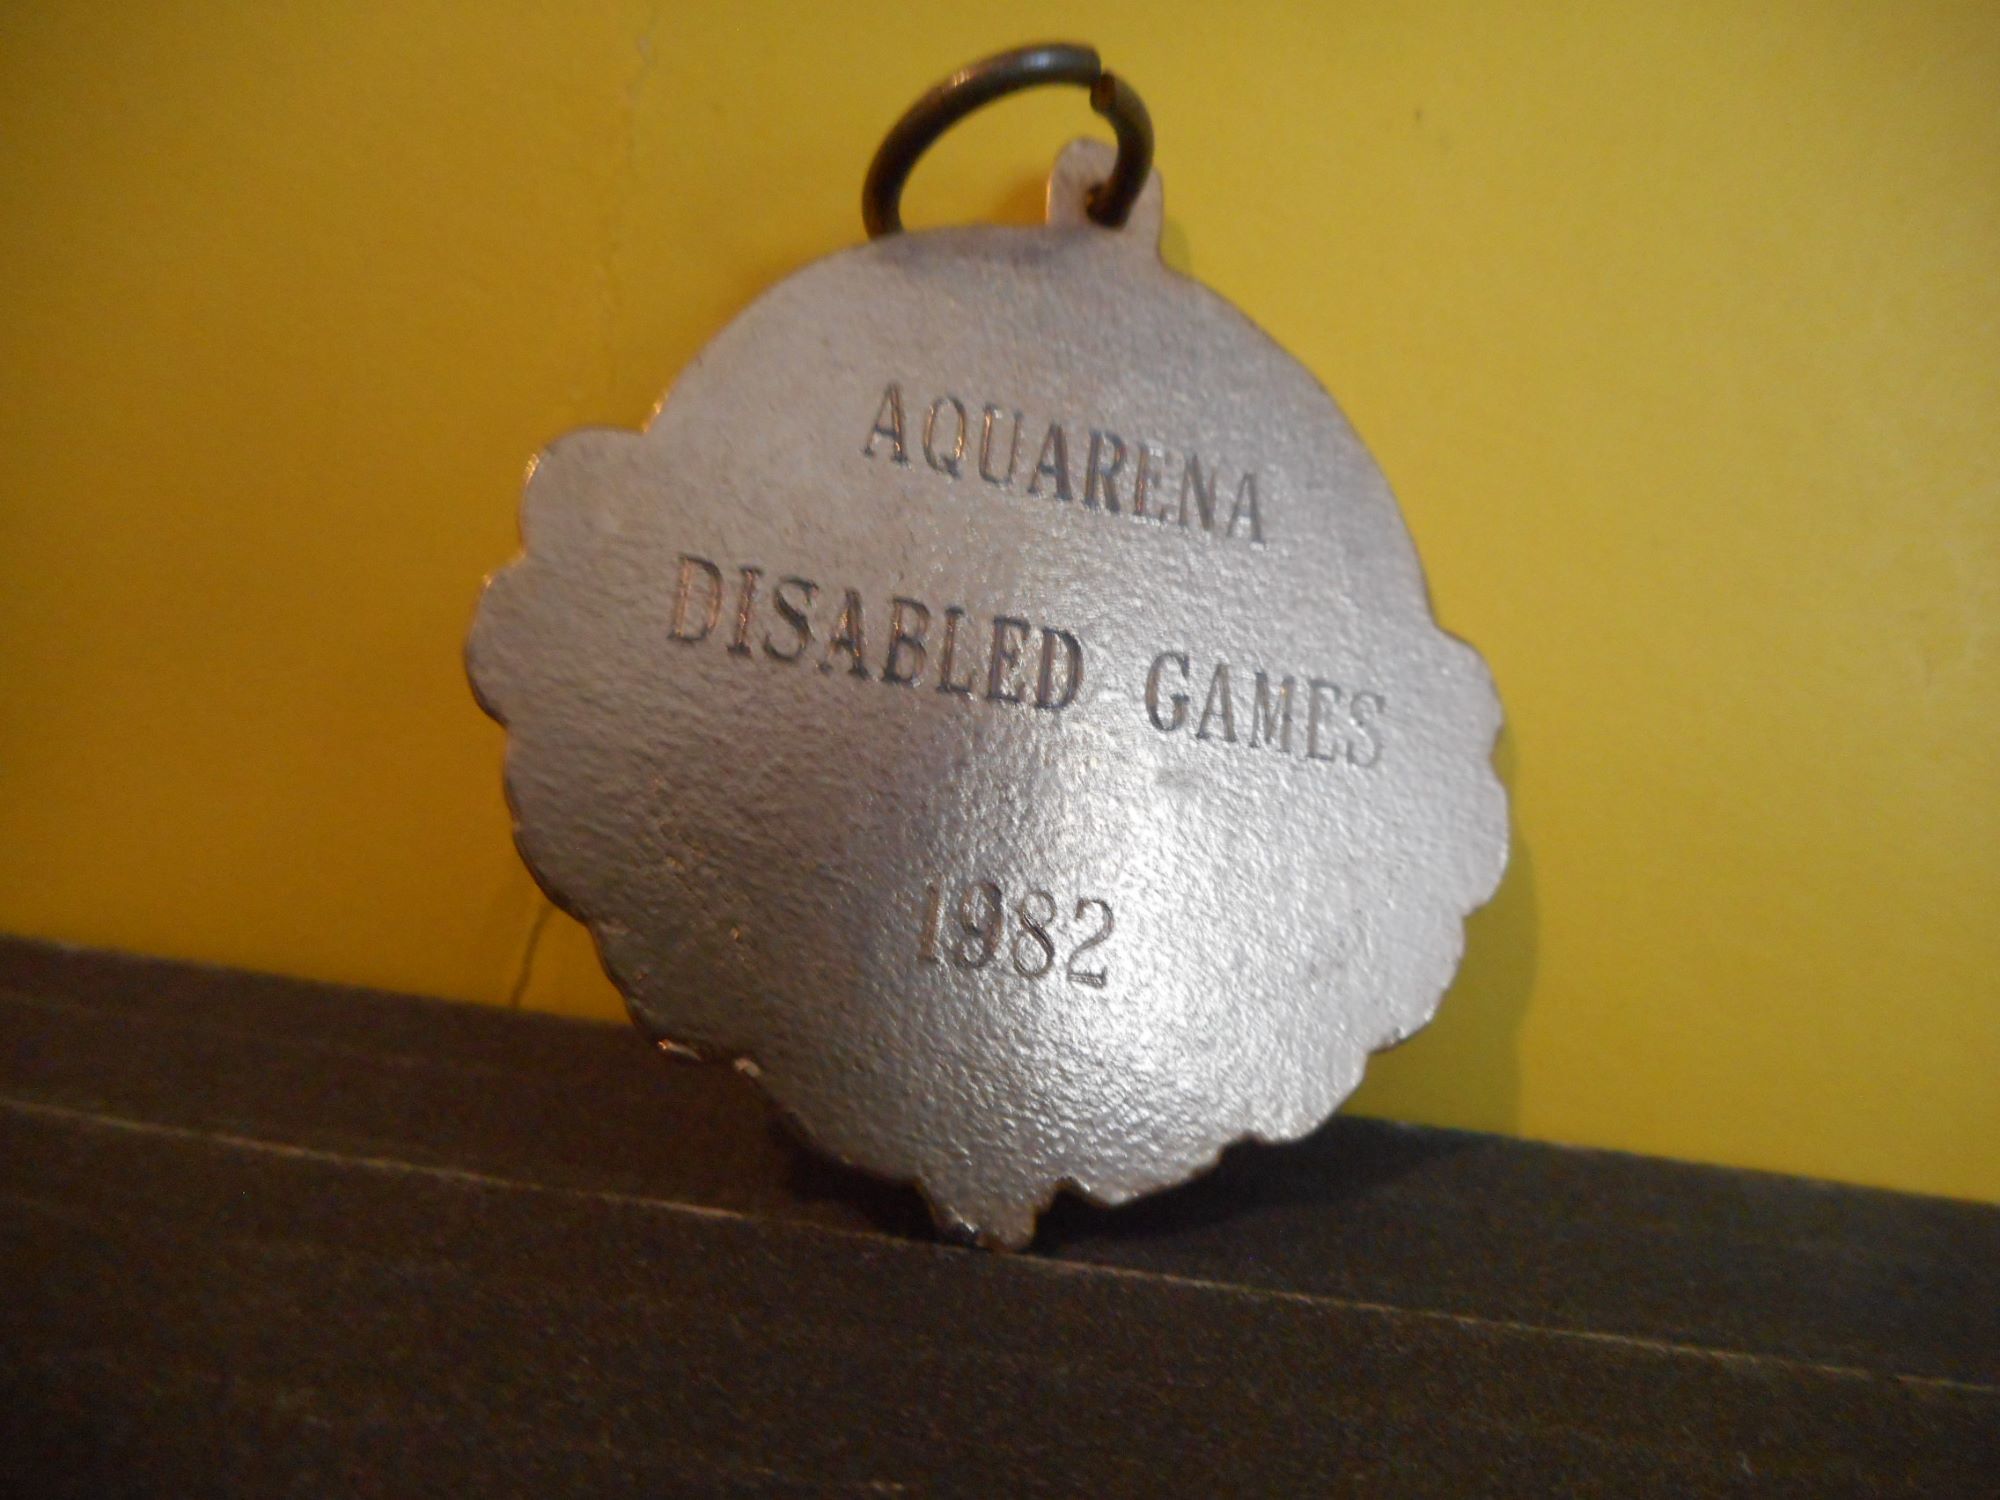 AQUARENA
DISABLED GAMES
1982